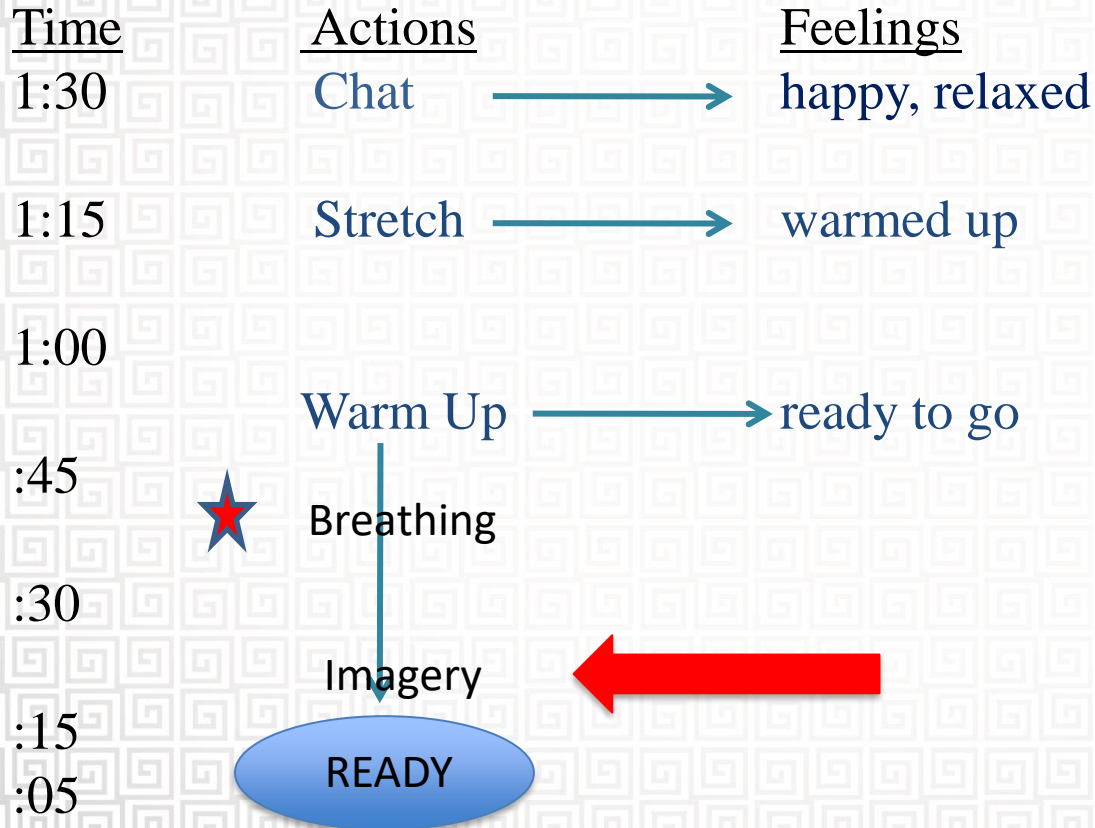 Time Actions Feelings
1:30 Chat happy, relaxed
1:15 Stretch warmed up
1:00
Warm Up ready to go
:45
Breathing
:30
Imagery
:15
READY
:05